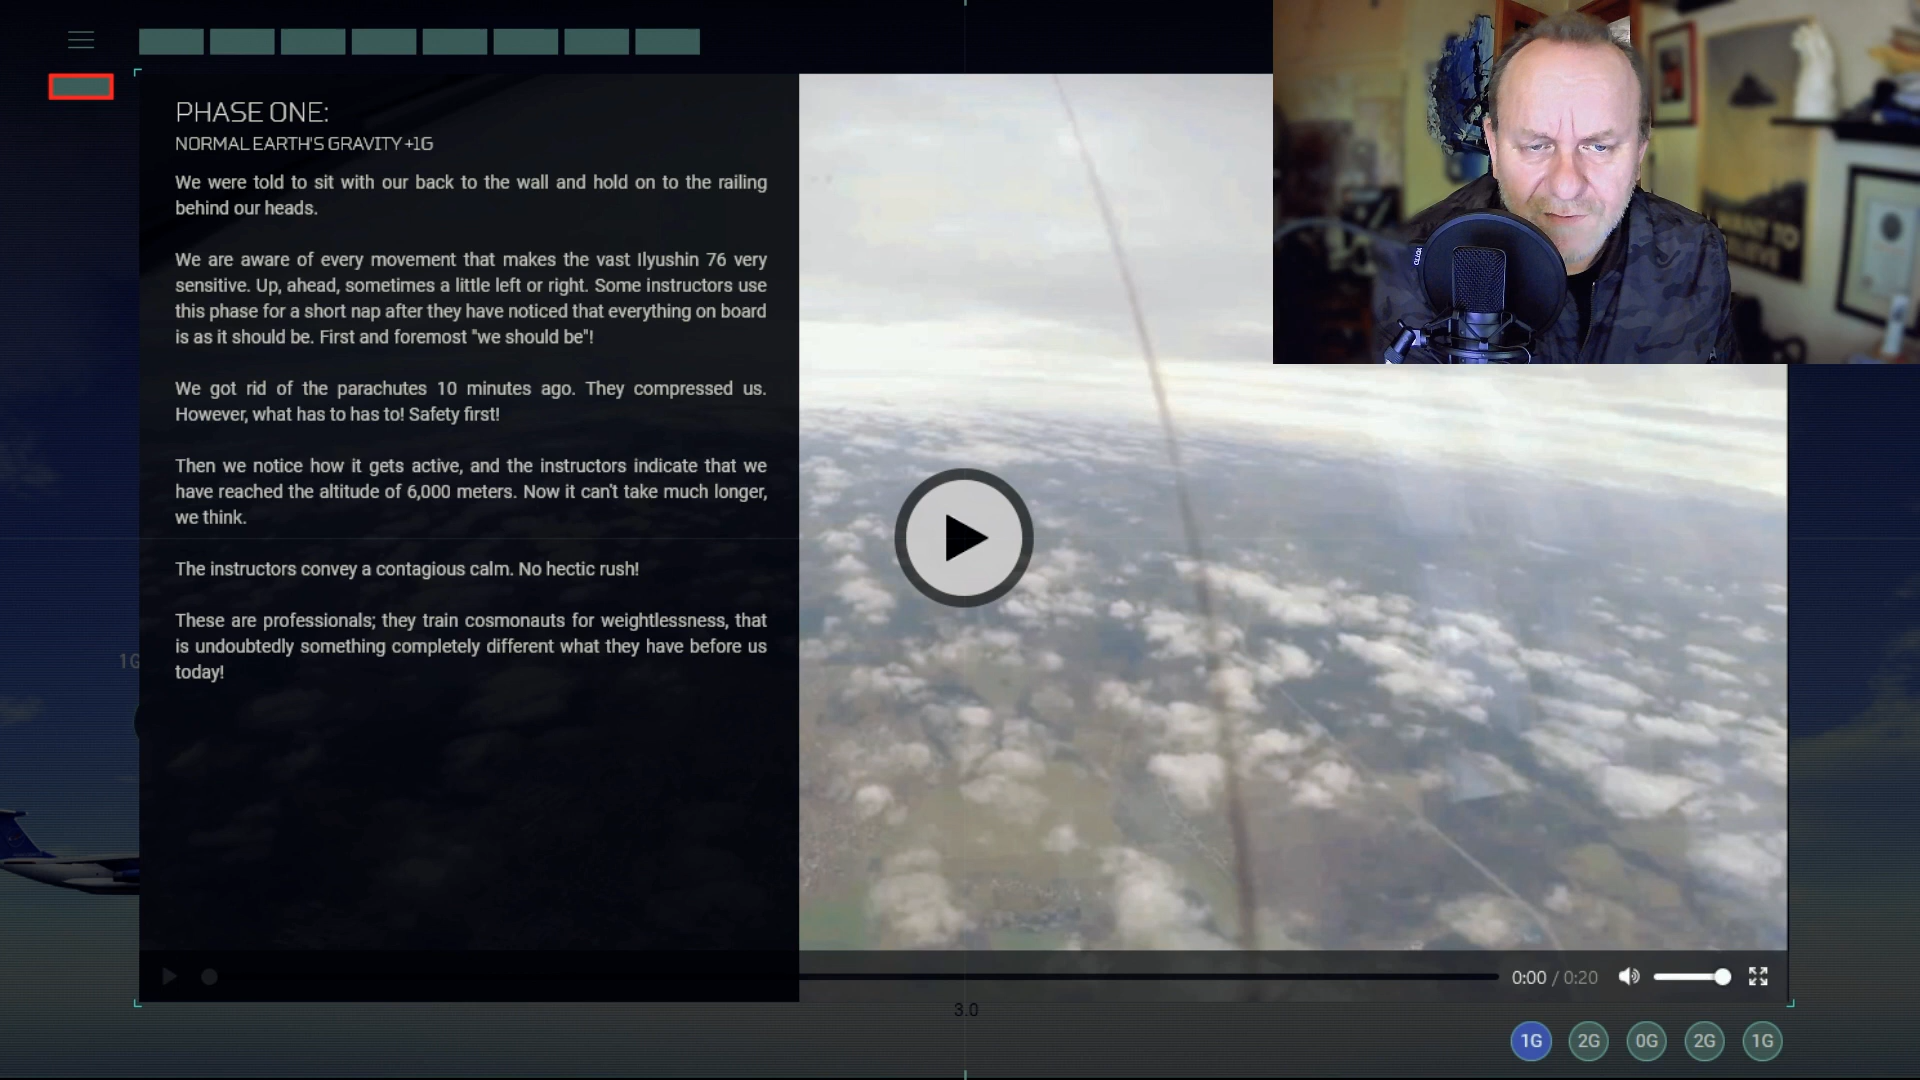 PHASE ONE:
NORMAL EARTH'S GRAVITY +1G
We were told to sit with our back to the wall and hold on to the railing
behind our heads.
We are aware of every movement that makes the vast Ilyushin 76 very
sensitive. Up, ahead, sometimes a little left or right. Some instructors use
this phase for a short nap after they have noticed that everything on board
is as it should be. First and foremost "we should be"!
We got rid of the parachutes 10 minutes ago. They compressed us.
However, what has to has to! Safety first!
Then we notice how it gets active, and the instructors indicate that we
have reached the altitude of 6,000 meters. Now it can't take much longer,
we think.
The instructors convey a contagious calm. No hectic rush!
These are professionals; they train cosmonauts for weightlessness, that
is undoubtedly something completely different what they have before us
today!
1G
I WANT TO
BELIEVE
0:00 / 0:20
3.0
1G 2G 0G 2G 1G